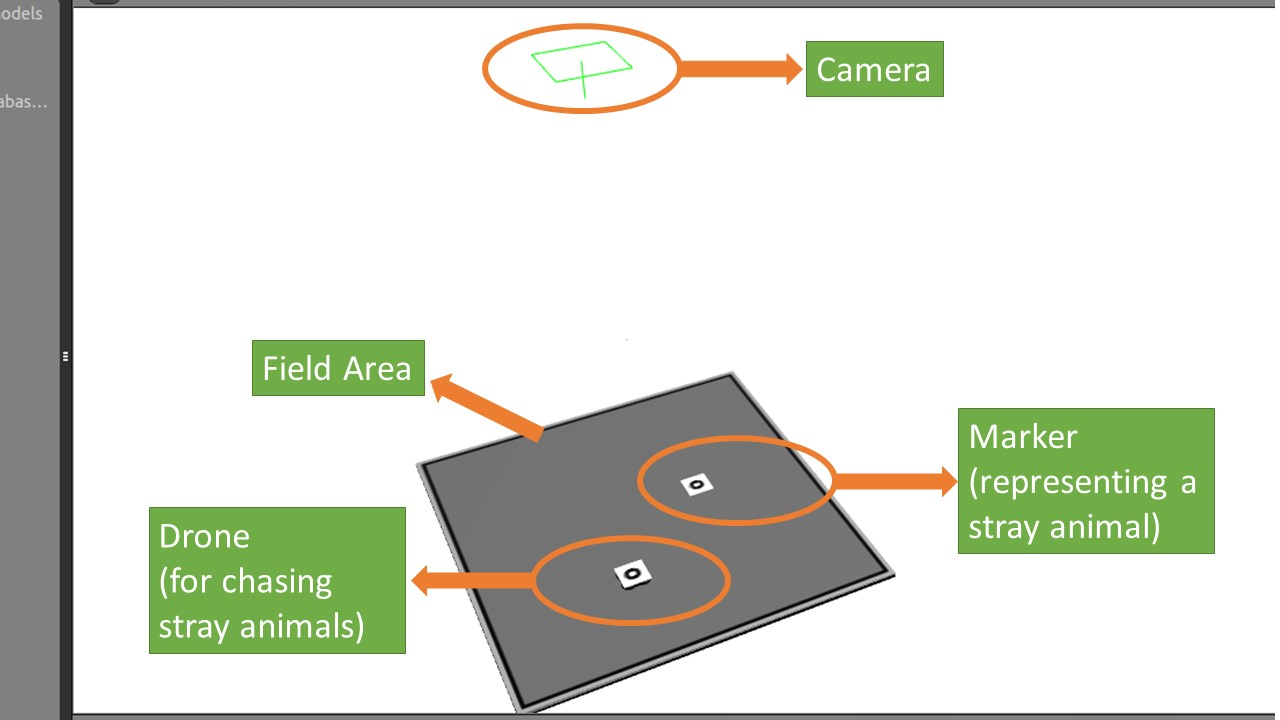 odels
abas...
Camera
Field Area
Marker
(representing a
stray animal)
Drone
(for chasing
stray animals)